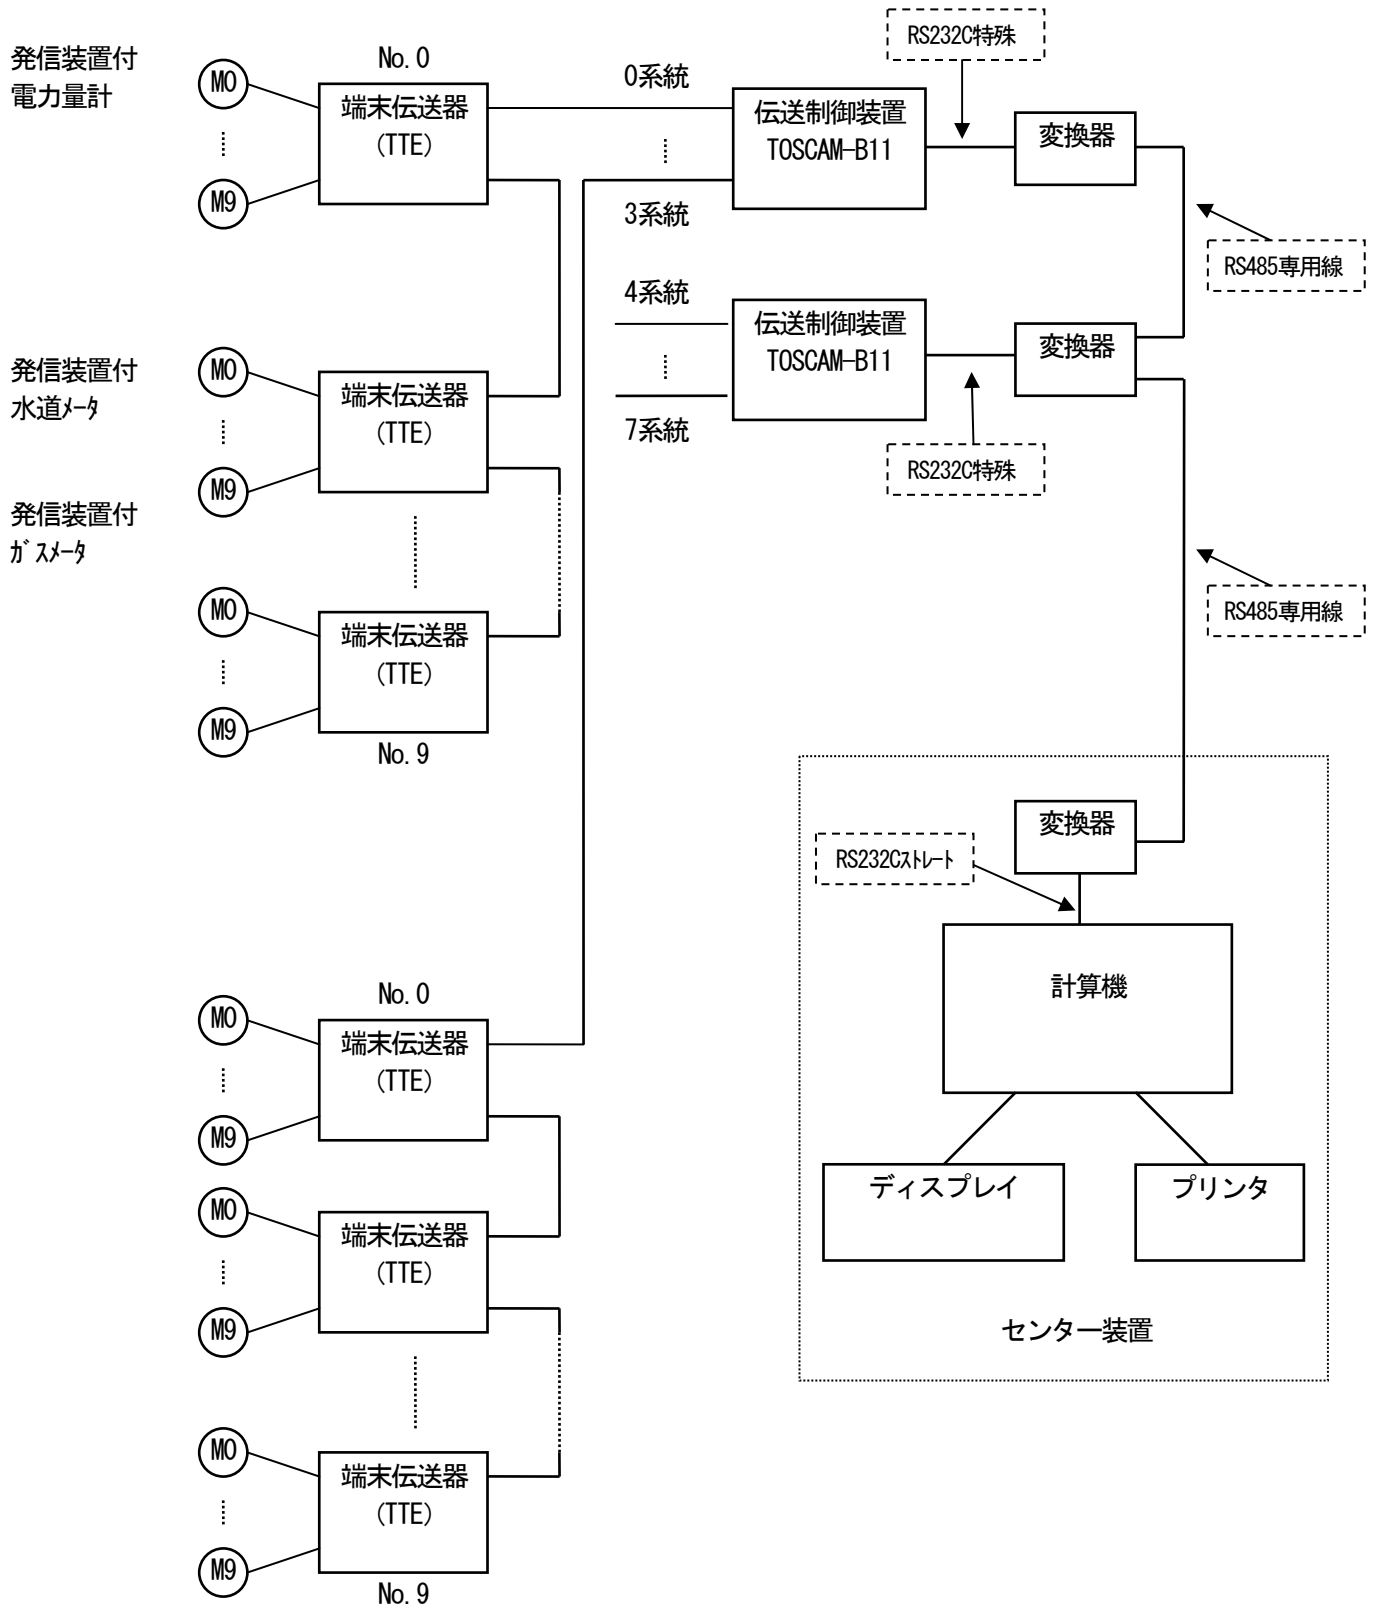 発信装置付
電力量計
No.0
M0
M9
端末伝送器
(TTE)
0系統
3系統
伝送制御装置
TOSCAM-B11
RS232C特殊
変換器
RS485専用線
4系統
7系統
伝送制御装置
TOSCAM-B11
変換器
RS232C特殊
発信装置付
水道ﾒｰﾀ
M0
M9
端末伝送器
(TTE)
発信装置付
ｶﾞｽﾒｰﾀ
M0
M9
端末伝送器
(TTE)
No.9
RS485専用線
変換器
RS232Cｽﾄﾚｰﾄ
計算機
ディスプレイ
プリンタ
センター装置
No.0
M0
M9
端末伝送器
(TTE)
M0
M9
端末伝送器
(TTE)
M0
M9
端末伝送器
(TTE)
No.9